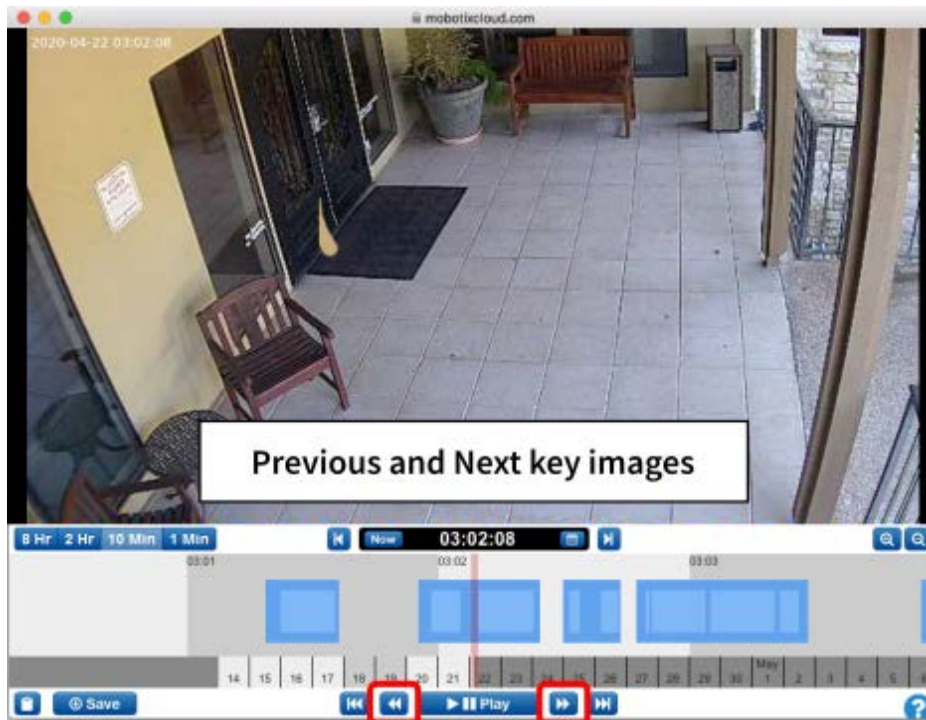 mobotixcloud.com
2020-04-22 03:02:08
Previous and Next key images
8 Hr 2 Hr 10 Min 1 Min Now 03:02:08
03:01 03:02 03:03
May
14 15 16 17 18 19 20 21 22 23 24 25 26 27 28 29 30 1 2 3 4 5 6
Save Play ?